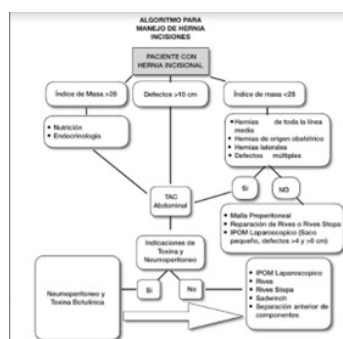 ALGORITMO PARA
MANEJO DE HERNIA
INCISIONES
PACIENTE CON
HERNIA INCISIONAL
Índice de Masa >28
Defectos >10 cm
Índice de masa <28
• Nutrición
• Endocrinología
• Hernias de toda la línea
media
• Hernias de origen obstétrico
• Hernias laterales
• Defectos múltiples
Si
NO
TAC
Abdominal
• Malla Preperitoneal
• Reparación de Rives o Rives Stopa
• IPOM Laparoscopico (Saco
pequeño, defectos >4 y >6 cm)
Indicaciones de
Toxina y
Neumoperitoneo
Si
No
Neumoperitoneo y
Toxina Botulínica
• IPOM Laparoscopico
• Rives
• Rives Stopa
• Sadwinch
• Separación anterior de
componentes